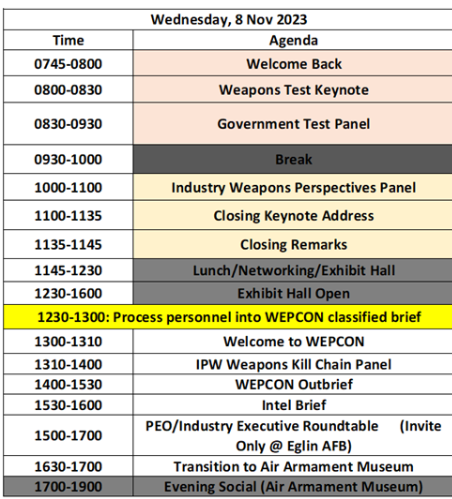 Wednesday, 8 Nov 2023
Time Agenda
0745-0800 Welcome Back
0800-0830 Weapons Test Keynote
0830-0930 Government Test Panel
0930-1000 Break
1000-1100 Industry Weapons Perspectives Panel
1100-1135 Closing Keynote Address
1135-1145 Closing Remarks
1145-1230 Lunch/Networking/Exhibit Hall
1230-1600 Exhibit Hall Open
1230-1300: Process personnel into WEPCON classified brief
1300-1310 Welcome to WEPCON
1310-1400 IPW Weapons Kill Chain Panel
1400-1530 WEPCON Outbrief
1530-1600 Intel Brief
1500-1700 PEO/Industry Executive Roundtable (Invite
Only @ Eglin AFB)
1630-1700 Transition to Air Armament Museum
1700-1900 Evening Social (Air Armament Museum)